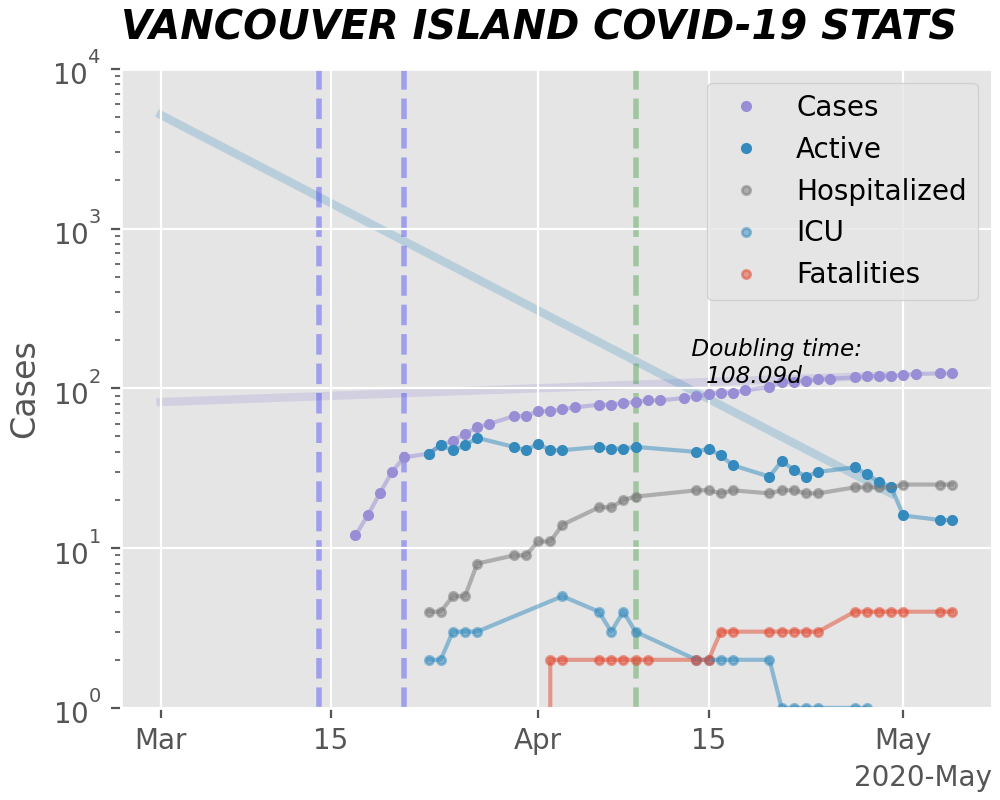 VANCOUVER ISLAND COVID-19 STATS
10^4
10^3
10^2
10^1
10^0
Cases
Cases
Active
Hospitalized
ICU
Fatalities
Doubling time:
108.09d
Mar
15
Apr
15
May
2020-May